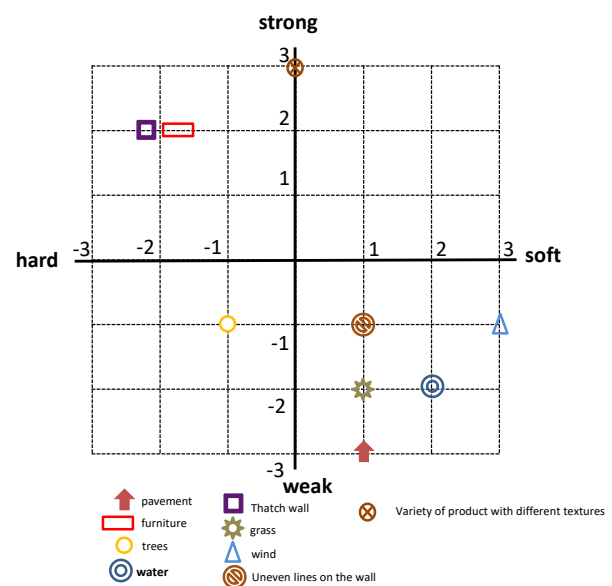 strong
3
2
1
-3 -2 -1 1 2 3
hard soft
-1
-2
-3
weak
pavement Thatch wall Variety of product with different textures
furniture grass
trees wind
water Uneven lines on the wall